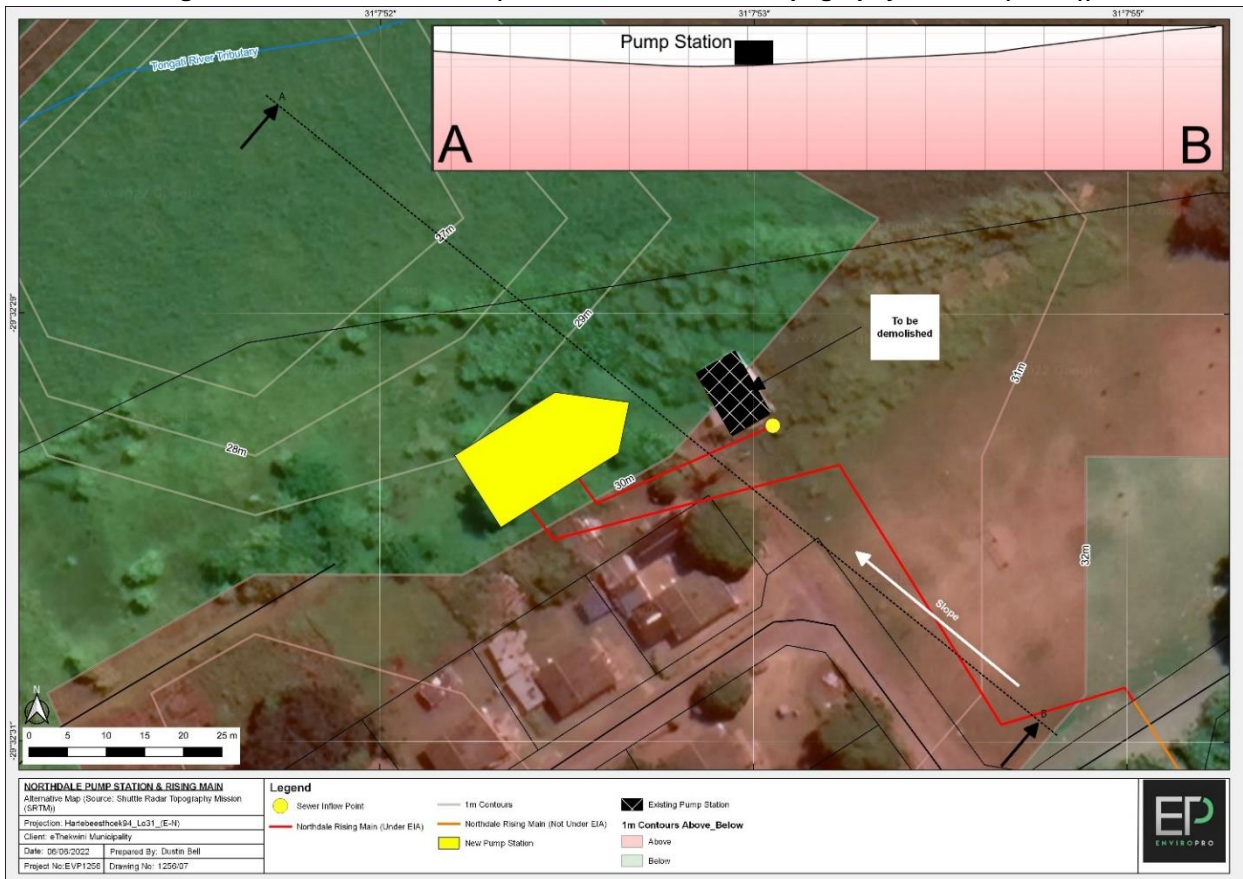 31°7'52" 31°7'53" 31°7'55"
Pump Station
A B
Tongati River Tributary
A
27m
-29°32'29"
29m
To be
demolished
31m
28m
30m
32m
Slope
B
N
-29°32'31"
0 5 10 15 20 25 m
NORTHDALE PUMP STATION & RISING MAIN
Alternative Map (Source: Shuttle Radar Topography Mission
(SRTM))
Projection: Hartebeesthoek94_Lo31_(E-N)
Client: eThekwini Municipality
Date: 06/06/2022 Prepared By: Dustin Bell
Project No:EVP1256 Drawing No: 1256/07
Legend
Sewer Inflow Point
Northdale Rising Main (Under EIA)
1m Contours
Northdale Rising Main (Not Under EIA)
New Pump Station
Existing Pump Station
1m Contours Above_Below
Above
Below
EP
ENVIROPRO